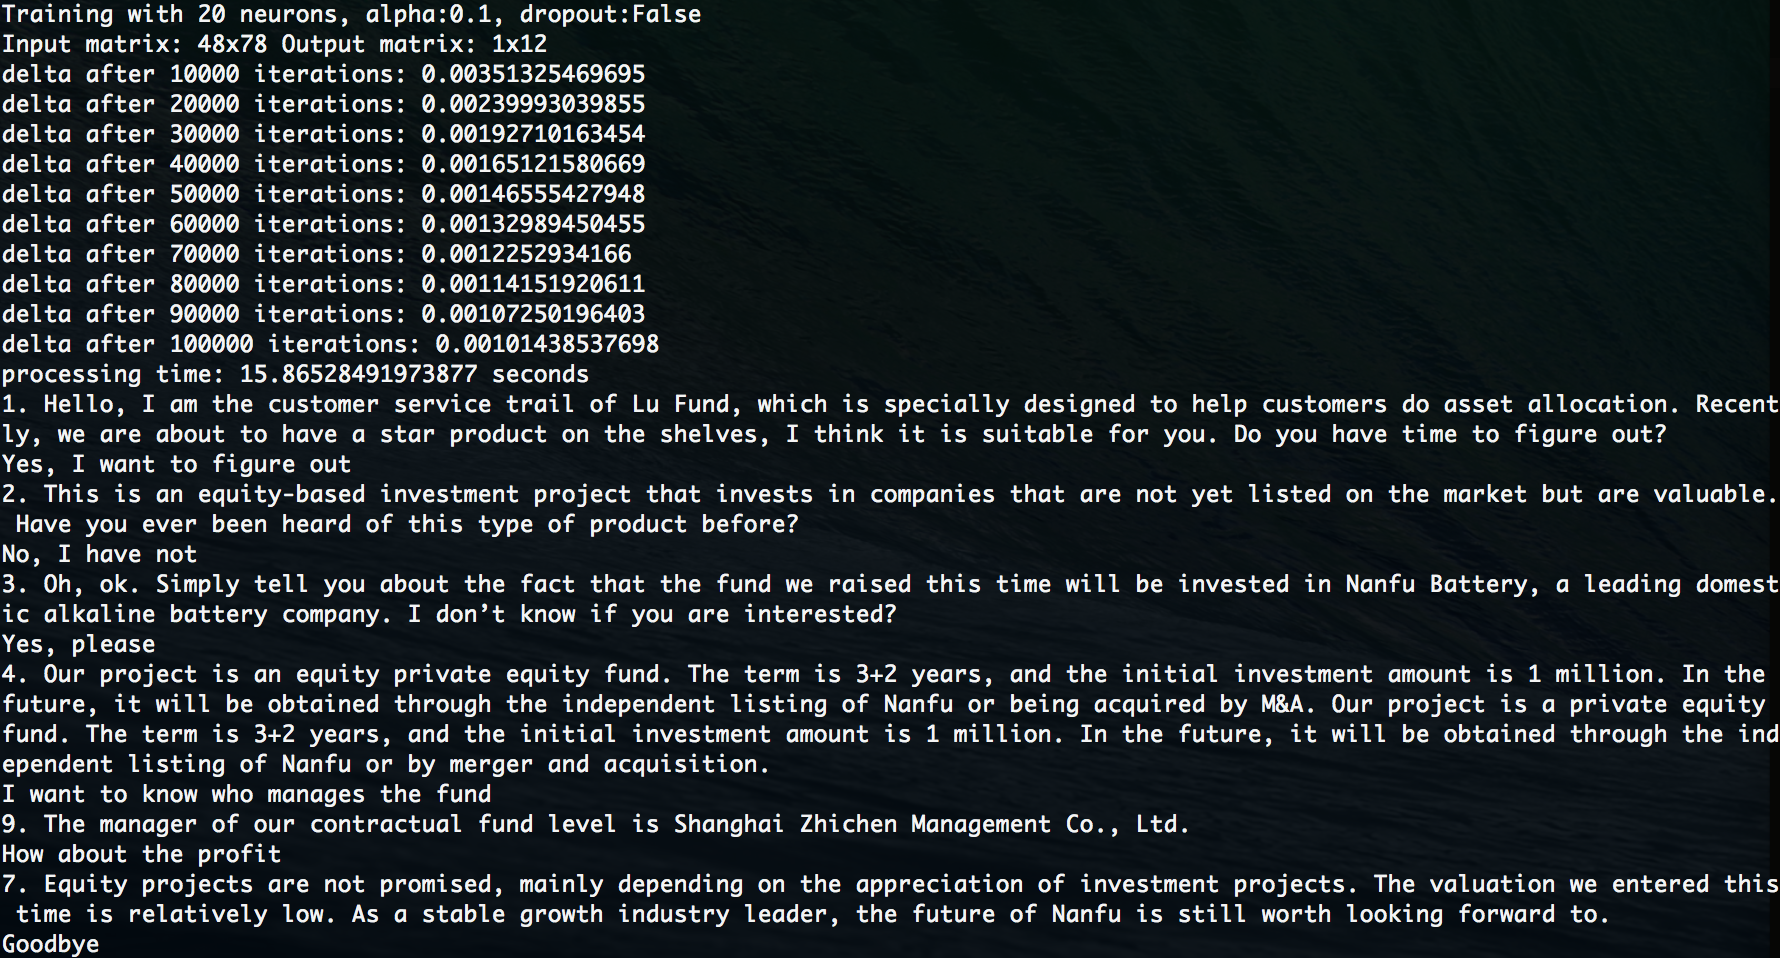 Training with 20 neurons, alpha:0.1, dropout:False
Input matrix: 48x78 Output matrix: 1x12
delta after 10000 iterations: 0.00351325469695
delta after 20000 iterations: 0.00239993039855
delta after 30000 iterations: 0.00192710163454
delta after 40000 iterations: 0.00165121580669
delta after 50000 iterations: 0.00146555427948
delta after 60000 iterations: 0.00132989450455
delta after 70000 iterations: 0.0012252934166
delta after 80000 iterations: 0.00114151920611
delta after 90000 iterations: 0.00107250196403
delta after 100000 iterations: 0.00101438537698
processing time: 15.86528491973877 seconds
1. Hello, I am the customer service trail of Lu Fund, which is specially designed to help customers do asset allocation. Recent
ly, we are about to have a star product on the shelves, I think it is suitable for you. Do you have time to figure out?
Yes, I want to figure out
2. This is an equity-based investment project that invests in companies that are not yet listed on the market but are valuable.
 Have you ever been heard of this type of product before?
No, I have not
3. Oh, ok. Simply tell you about the fact that the fund we raised this time will be invested in Nanfu Battery, a leading domest
ic alkaline battery company. I don’t know if you are interested?
Yes, please
4. Our project is an equity private equity fund. The term is 3+2 years, and the initial investment amount is 1 million. In the
future, it will be obtained through the independent listing of Nanfu or being acquired by M&A. Our project is a private equity
fund. The term is 3+2 years, and the initial investment amount is 1 million. In the future, it will be obtained through the ind
ependent listing of Nanfu or by merger and acquisition.
I want to know who manages the fund
9. The manager of our contractual fund level is Shanghai Zhichen Management Co., Ltd.
How about the profit
7. Equity projects are not promised, mainly depending on the appreciation of investment projects. The valuation we entered this
 time is relatively low. As a stable growth industry leader, the future of Nanfu is still worth looking forward to.
Goodbye